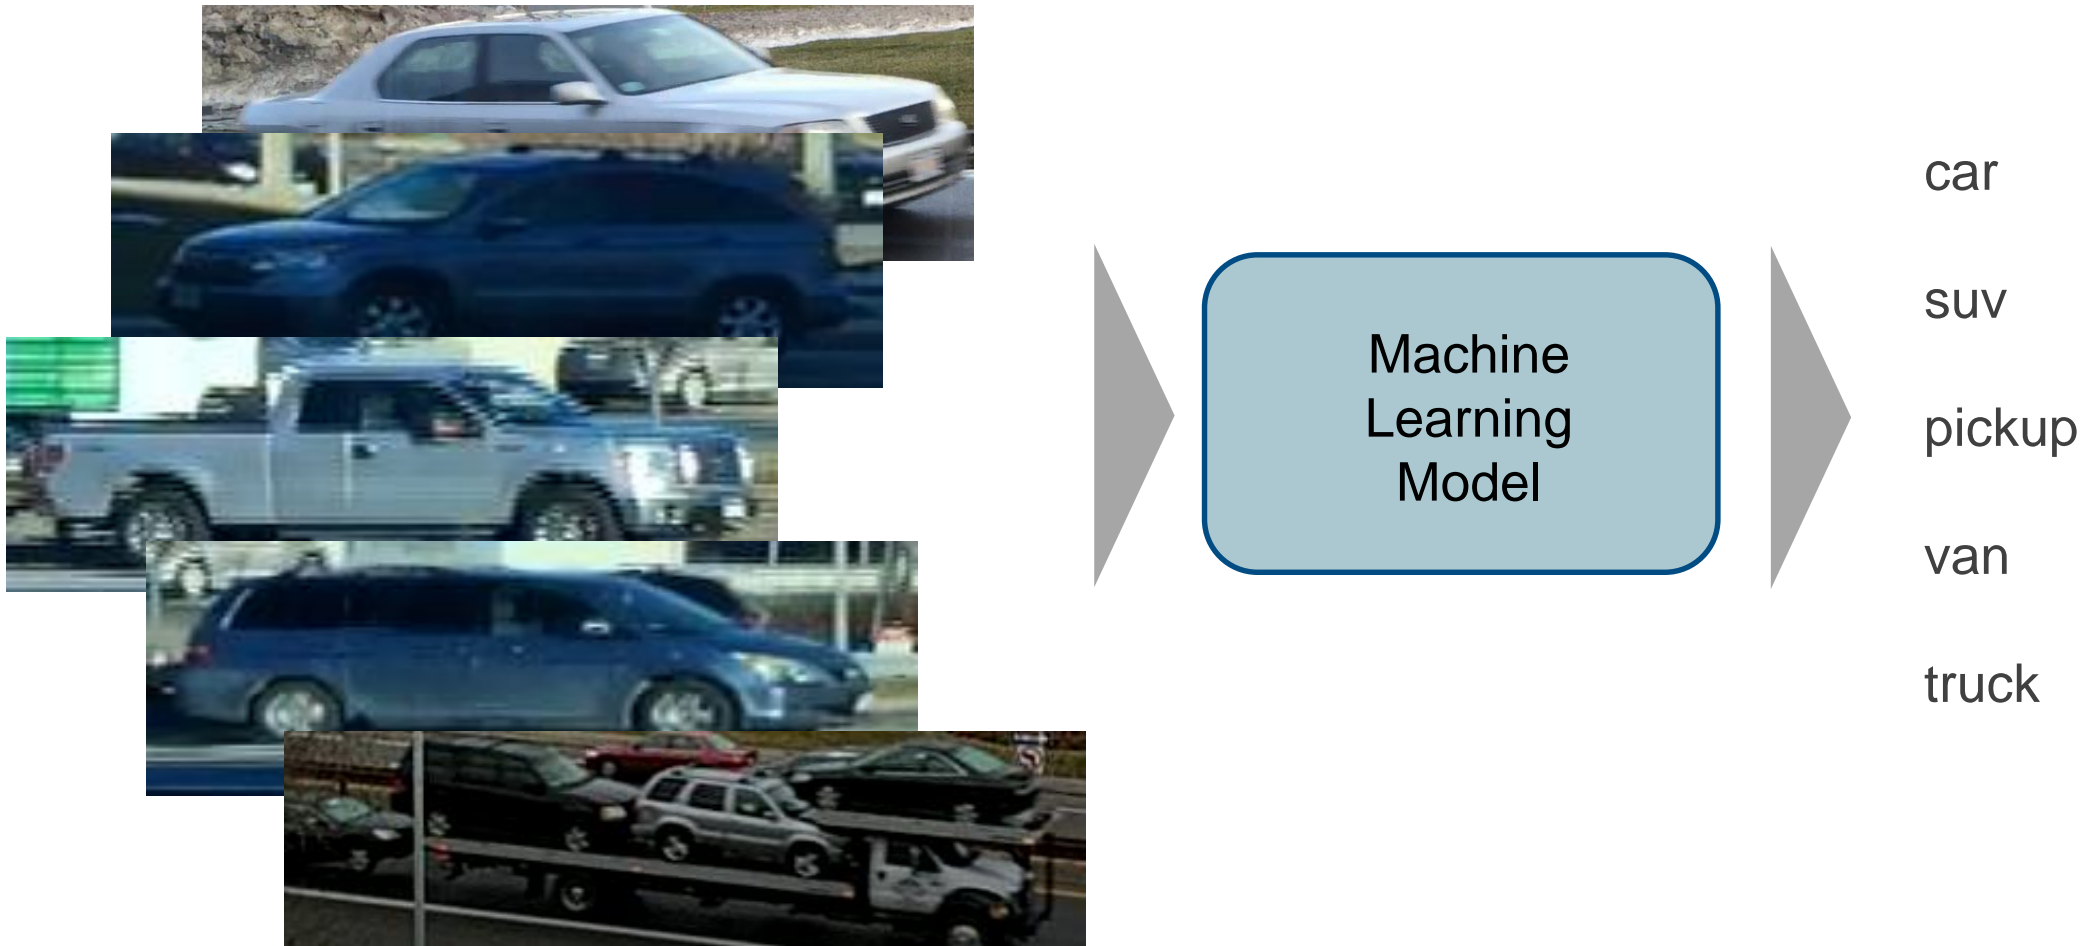 Machine
Learning
Model
car
suv
pickup
van
truck